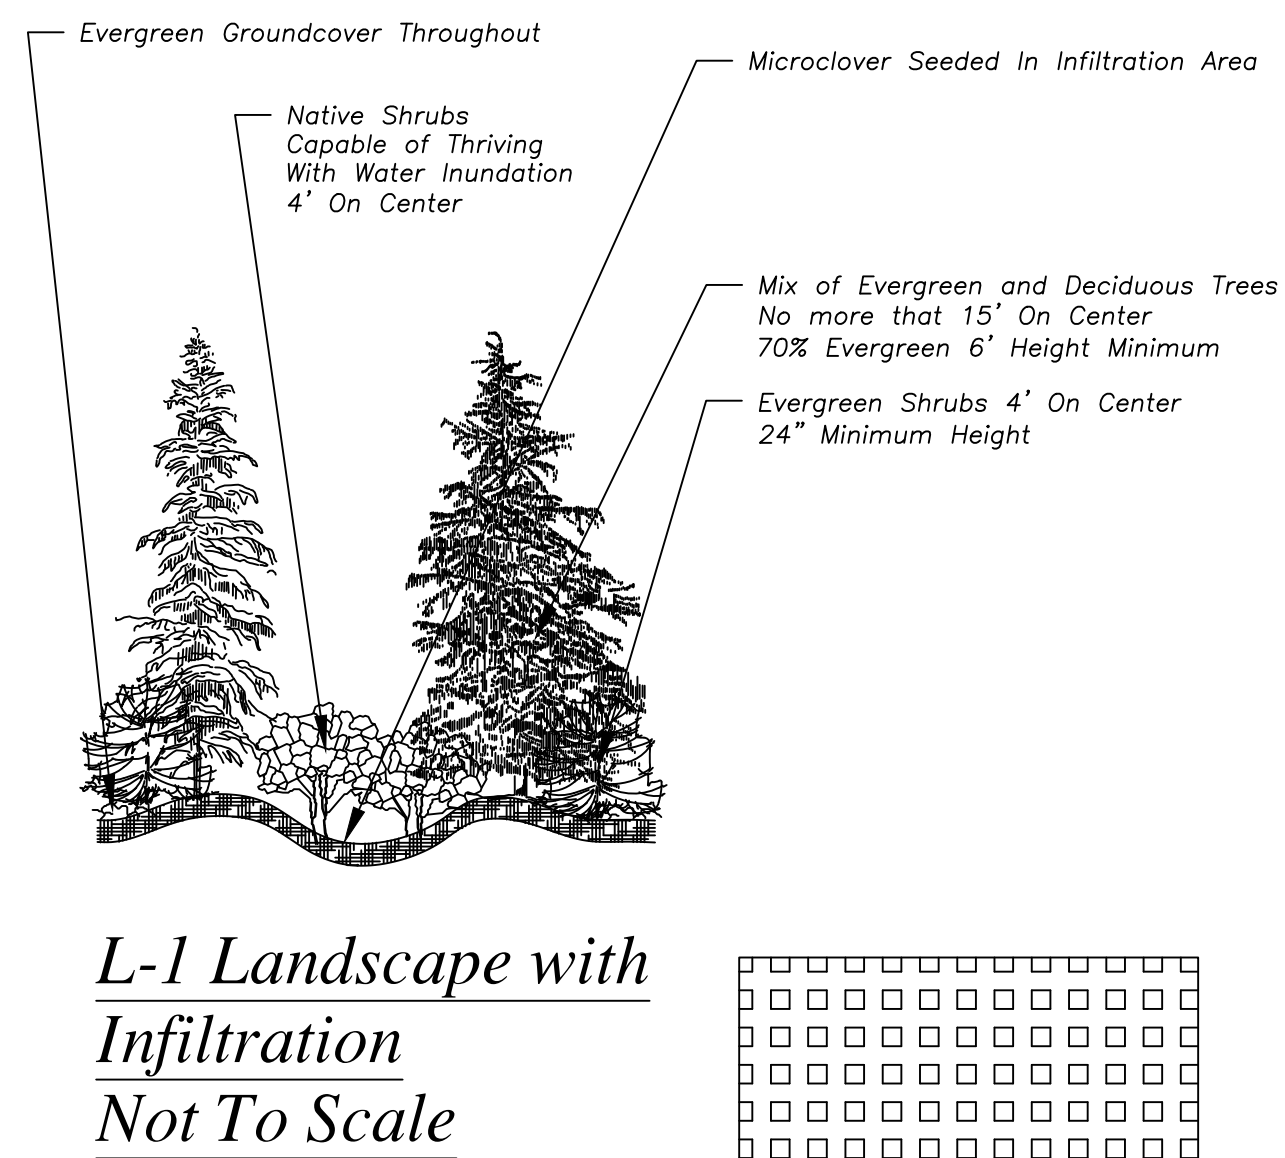 Evergreen Groundcover Throughout
Microclover Seeded In Infiltration Area
Native Shrubs
Capable of Thriving
With Water Inundation
4' On Center
Mix of Evergreen and Deciduous Trees
No more that 15' On Center
70% Evergreen 6' Height Minimum
Evergreen Shrubs 4' On Center
24" Minimum Height
L-1 Landscape with
Infiltration
Not To Scale